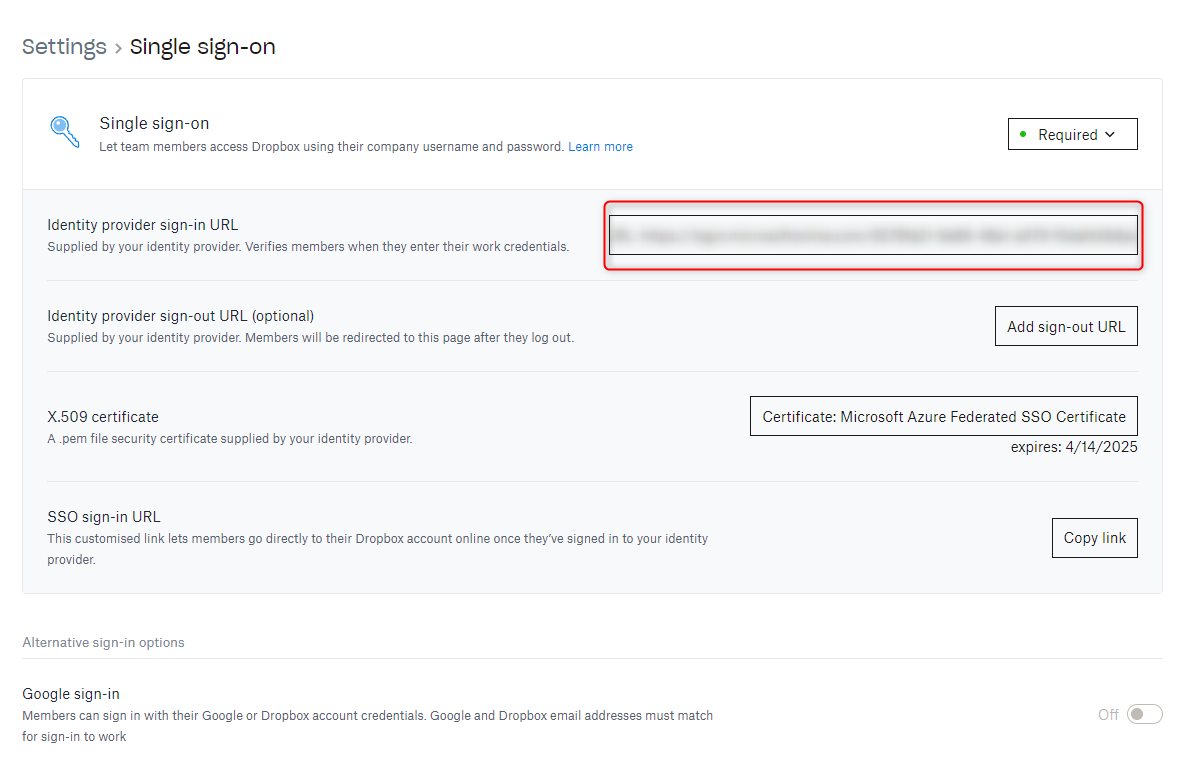 Settings › Single sign-on
Single sign-on
Let team members access Dropbox using their company username and password. Learn more
Required
Identity provider sign-in URL
Supplied by your identity provider. Verifies members when they enter their work credentials.
Identity provider sign-out URL (optional)
Supplied by your identity provider. Members will be redirected to this page after they log out.
Add sign-out URL
X.509 certificate
A .pem file security certificate supplied by your identity provider.
Certificate: Microsoft Azure Federated SSO Certificate
expires: 4/14/2025
SSO sign-in URL
This customised link lets members go directly to their Dropbox account online once they’ve signed in to your identity
provider.
Copy link
Alternative sign-in options
Google sign-in
Members can sign in with their Google or Dropbox account credentials. Google and Dropbox email addresses must match
for sign-in to work
Off